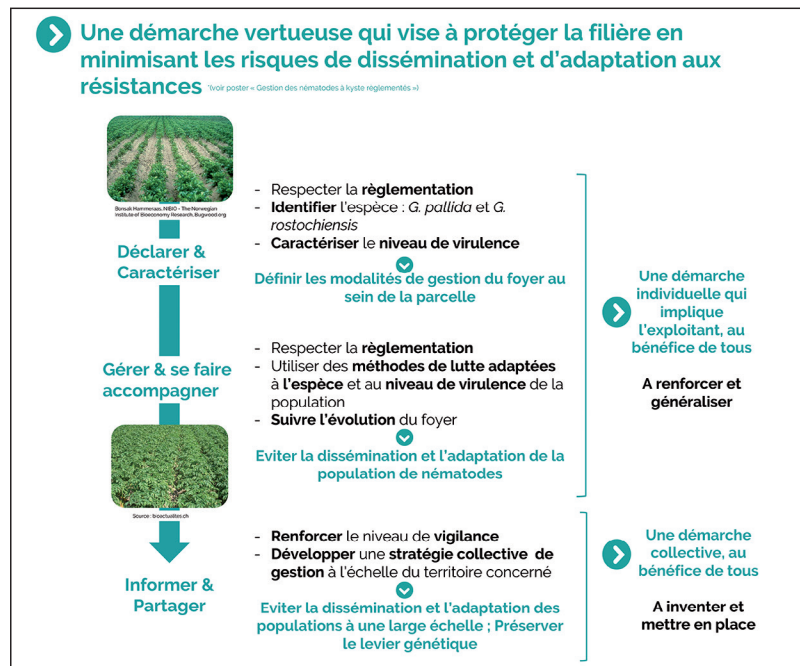 Une démarche vertueuse qui vise à protéger la filière en
minimisant les risques de dissémination et d'adaptation aux
résistances *(voir poster « Gestion des nématodes à kyste réglementés »)
Bonsak Hammeraas, NIBIO - The Norwegian
Institute of Bioeconomy Research, Bugwood.org
Déclarer &
Caractériser
- Respecter la règlementation
- Identifier l'espèce : G. pallida et G.
rostochiensis
- Caractériser le niveau de virulence
Définir les modalités de gestion du foyer au
sein de la parcelle
Gérer & se faire
accompagner
- Respecter la règlementation
- Utiliser des méthodes de lutte adaptées
à l'espèce et au niveau de virulence de la
population
- Suivre l'évolution du foyer
Eviter la dissémination et l'adaptation de la
population de nématodes
Une démarche
individuelle qui
implique
l'exploitant, au
bénéfice de tous
A renforcer et
généraliser
Source : bioactualites.ch
Informer &
Partager
- Renforcer le niveau de vigilance
- Développer une stratégie collective de
gestion à l'échelle du territoire concerné
Eviter la dissémination et l'adaptation des
populations à une large échelle ; Préserver
le levier génétique
Une démarche
collective, au
bénéfice de tous
A inventer et
mettre en place